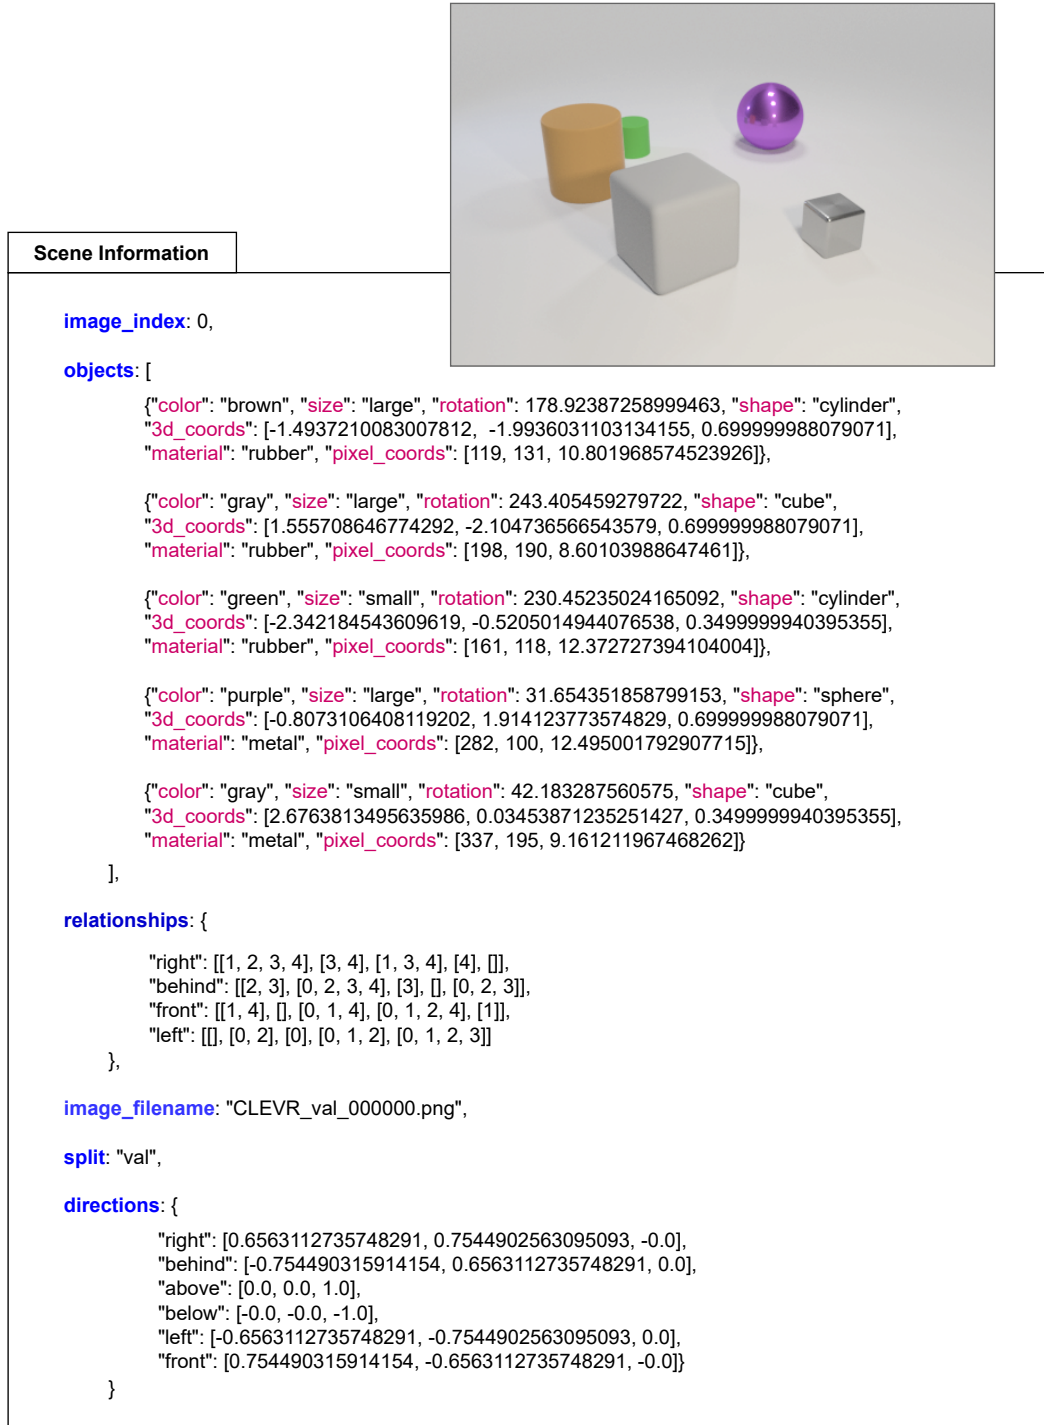 Scene Information
image_index: 0,
objects: [
{"color": "brown", "size": "large", "rotation": 178.92387258999463, "shape": "cylinder",
"3d_coords": [-1.4937210083007812, -1.9936031103134155, 0.699999988079071],
"material": "rubber", "pixel_coords": [119, 131, 10.801968574523926]},
{"color": "gray", "size": "large", "rotation": 243.405459279722, "shape": "cube",
"3d_coords": [1.555708646774292, -2.104736566543579, 0.699999988079071],
"material": "rubber", "pixel_coords": [198, 190, 8.60103988647461]},
{"color": "green", "size": "small", "rotation": 230.45235024165092, "shape": "cylinder",
"3d_coords": [-2.342184543609619, -0.5205014944076538, 0.3499999940395355],
"material": "rubber", "pixel_coords": [161, 118, 12.372727394104004]},
{"color": "purple", "size": "large", "rotation": 31.654351858799153, "shape": "sphere",
"3d_coords": [-0.8073106408119202, 1.914123773574829, 0.699999988079071],
"material": "metal", "pixel_coords": [282, 100, 12.495001792907715]},
{"color": "gray", "size": "small", "rotation": 42.183287560575, "shape": "cube",
"3d_coords": [2.6763813495635986, 0.03453871235251427, 0.3499999940395355],
"material": "metal", "pixel_coords": [337, 195, 9.161211967468262]}
],
relationships: {
"right": [[1, 2, 3, 4], [3, 4], [1, 3, 4], [4], []],
"behind": [[2, 3], [0, 2, 3, 4], [3], [], [0, 2, 3]],
"front": [[1, 4], [], [0, 1, 4], [0, 1, 2, 4], [1]],
"left": [[], [0, 2], [0], [0, 1, 2], [0, 1, 2, 3]]
},
image_filename: "CLEVR_val_000000.png",
split: "val",
directions: {
"right": [0.6563112735748291, 0.7544902563095093, -0.0],
"behind": [-0.754490315914154, 0.6563112735748291, 0.0],
"above": [0.0, 0.0, 1.0],
"below": [-0.0, -0.0, -1.0],
"left": [-0.6563112735748291, -0.7544902563095093, 0.0],
"front": [0.754490315914154, -0.6563112735748291, -0.0]}
}